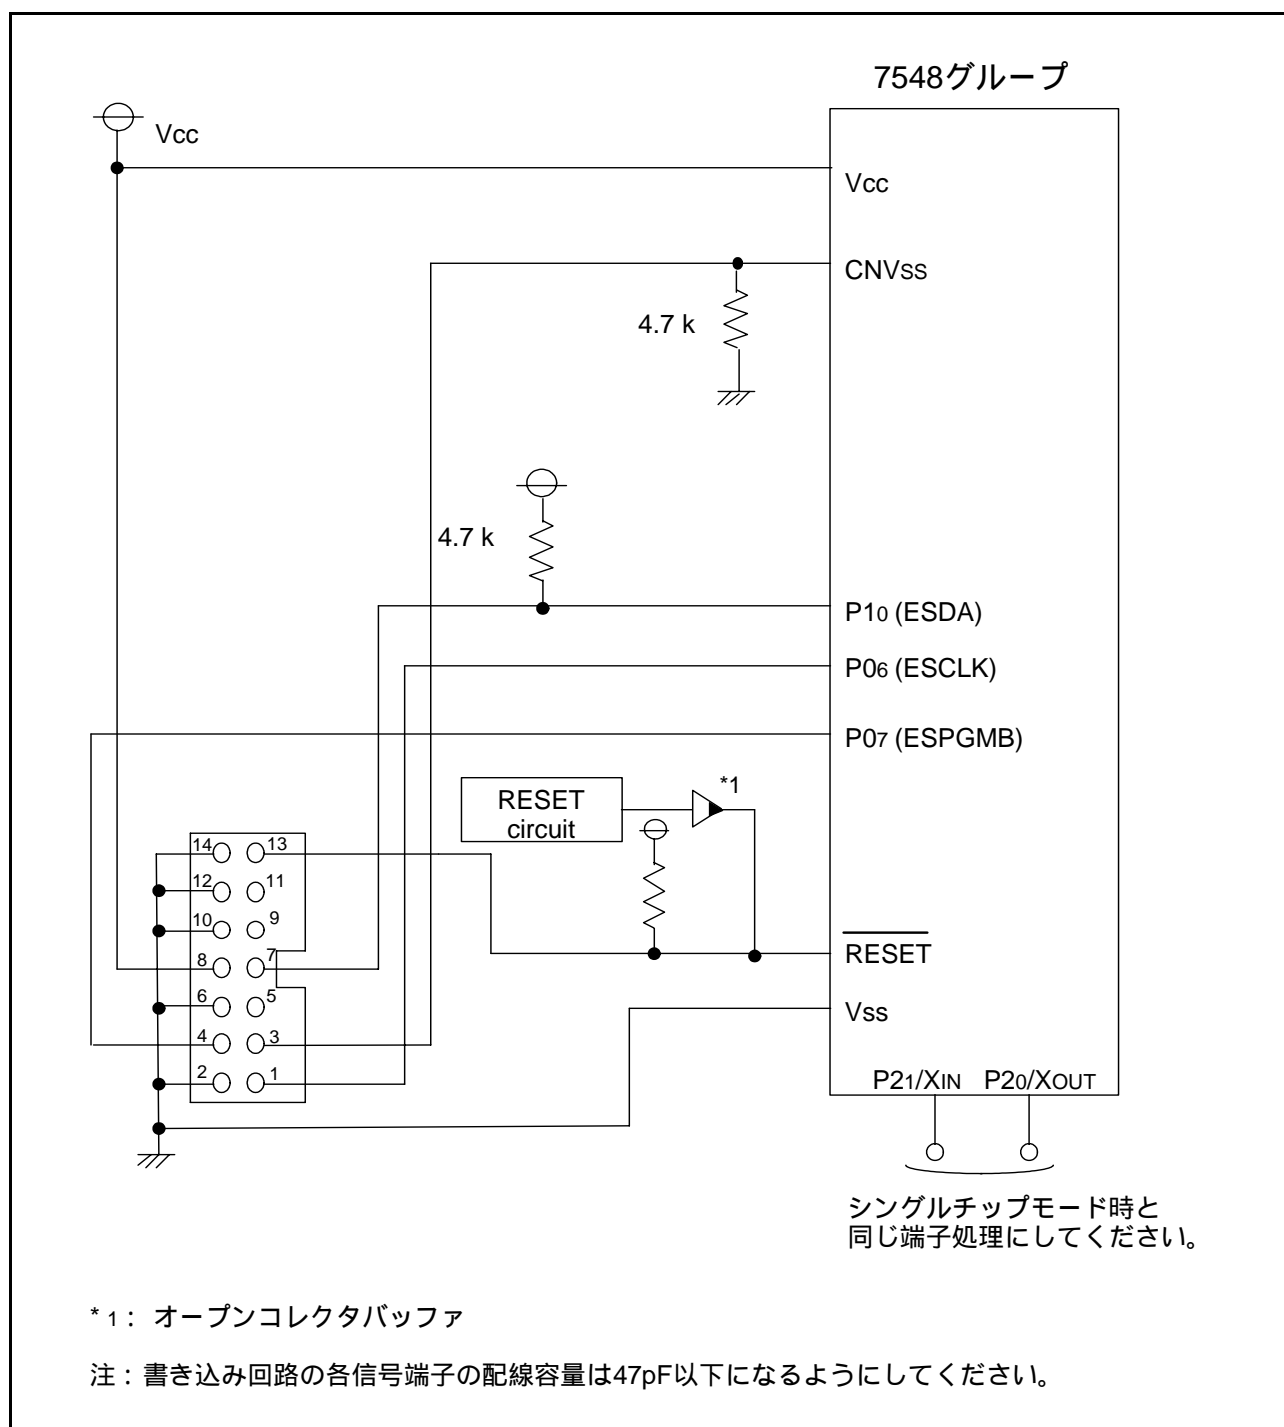 7548グループ
Vcc
Vcc
CNVss
4.7 k
4.7 k
P10 (ESDA)
P06 (ESCLK)
P07 (ESPGMB)
*1
RESET
circuit
14 13
12 11
10 9
8 7
6 5
4 3
2 1
RESET
Vss
P21/XIN P20/XOUT
シングルチップモード時と
同じ端子処理にしてください。
* 1： オープンコレクタバッファ
注：書き込み回路の各信号端子の配線容量は47pF以下になるようにしてください。